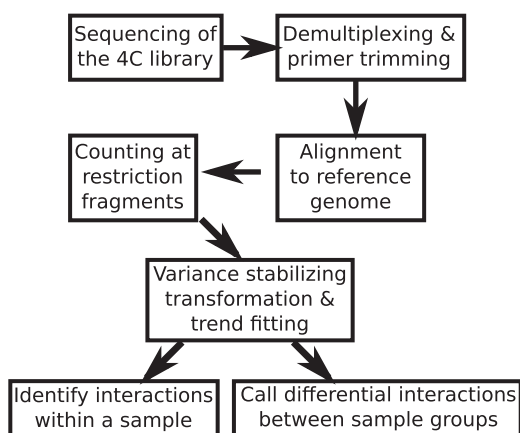 Sequencing of
the 4C library
Demultiplexing &
primer trimming
Alignment
to reference
genome
Counting at
restriction
fragments
Variance stabilizing
transformation &
trend fitting
Identify interactions
within a sample
Call differential interactions
between sample groups